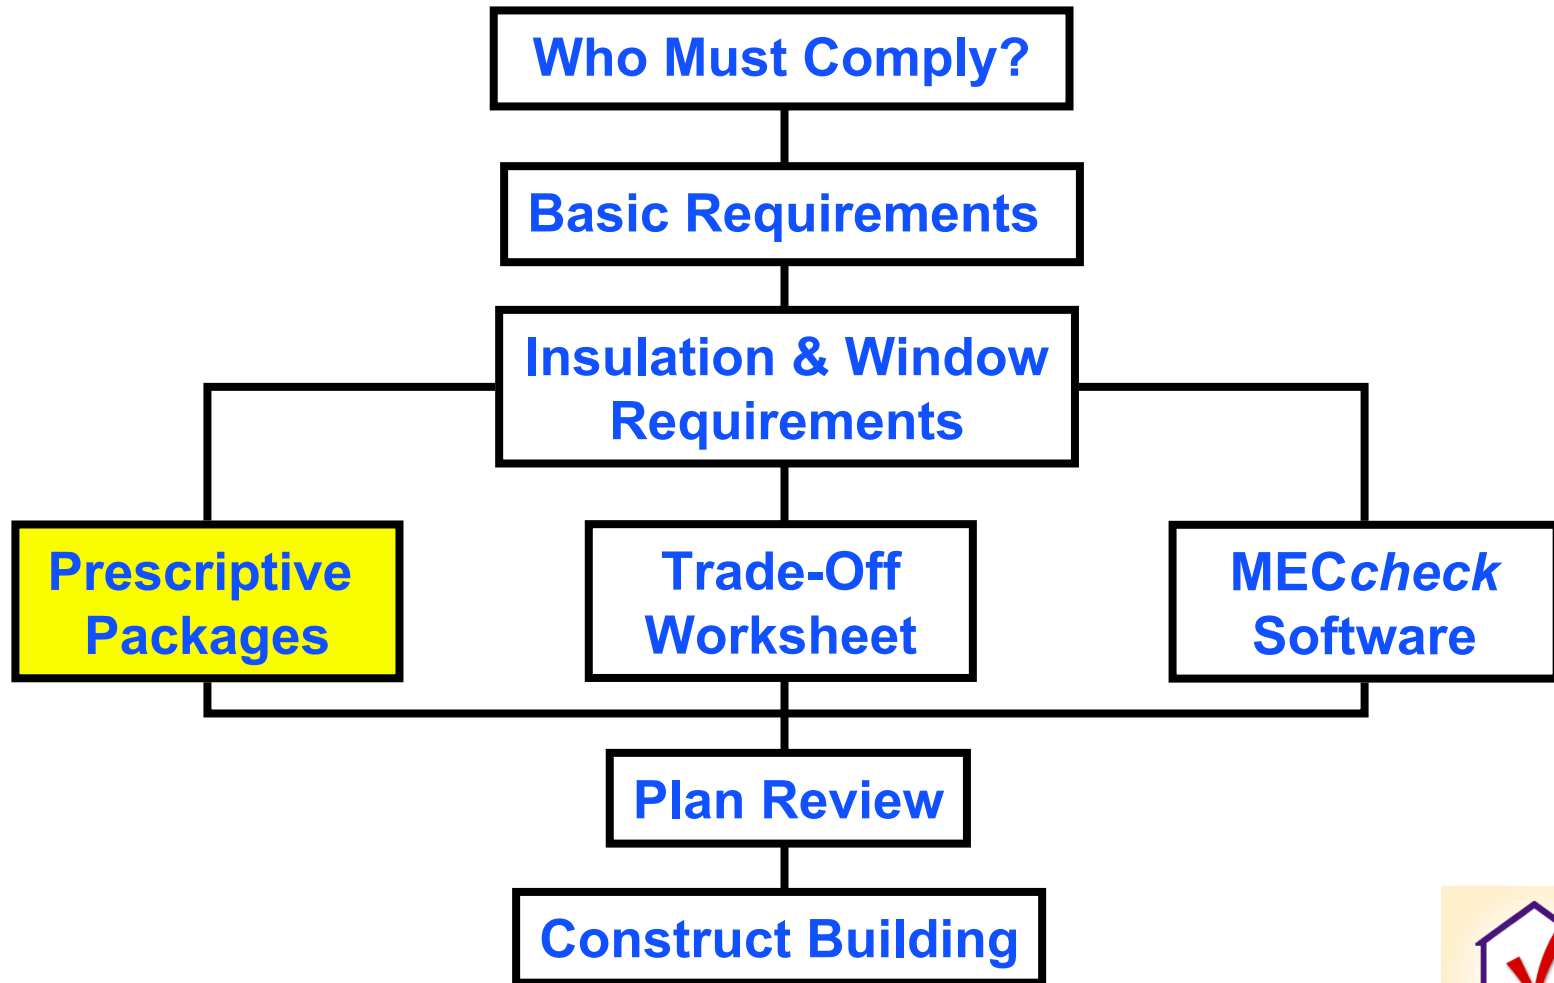 Who Must Comply?
Basic Requirements
Insulation & Window
Requirements
Prescriptive
Packages
Trade-Off
Worksheet
MECcheck
Software
Plan Review
Construct Building